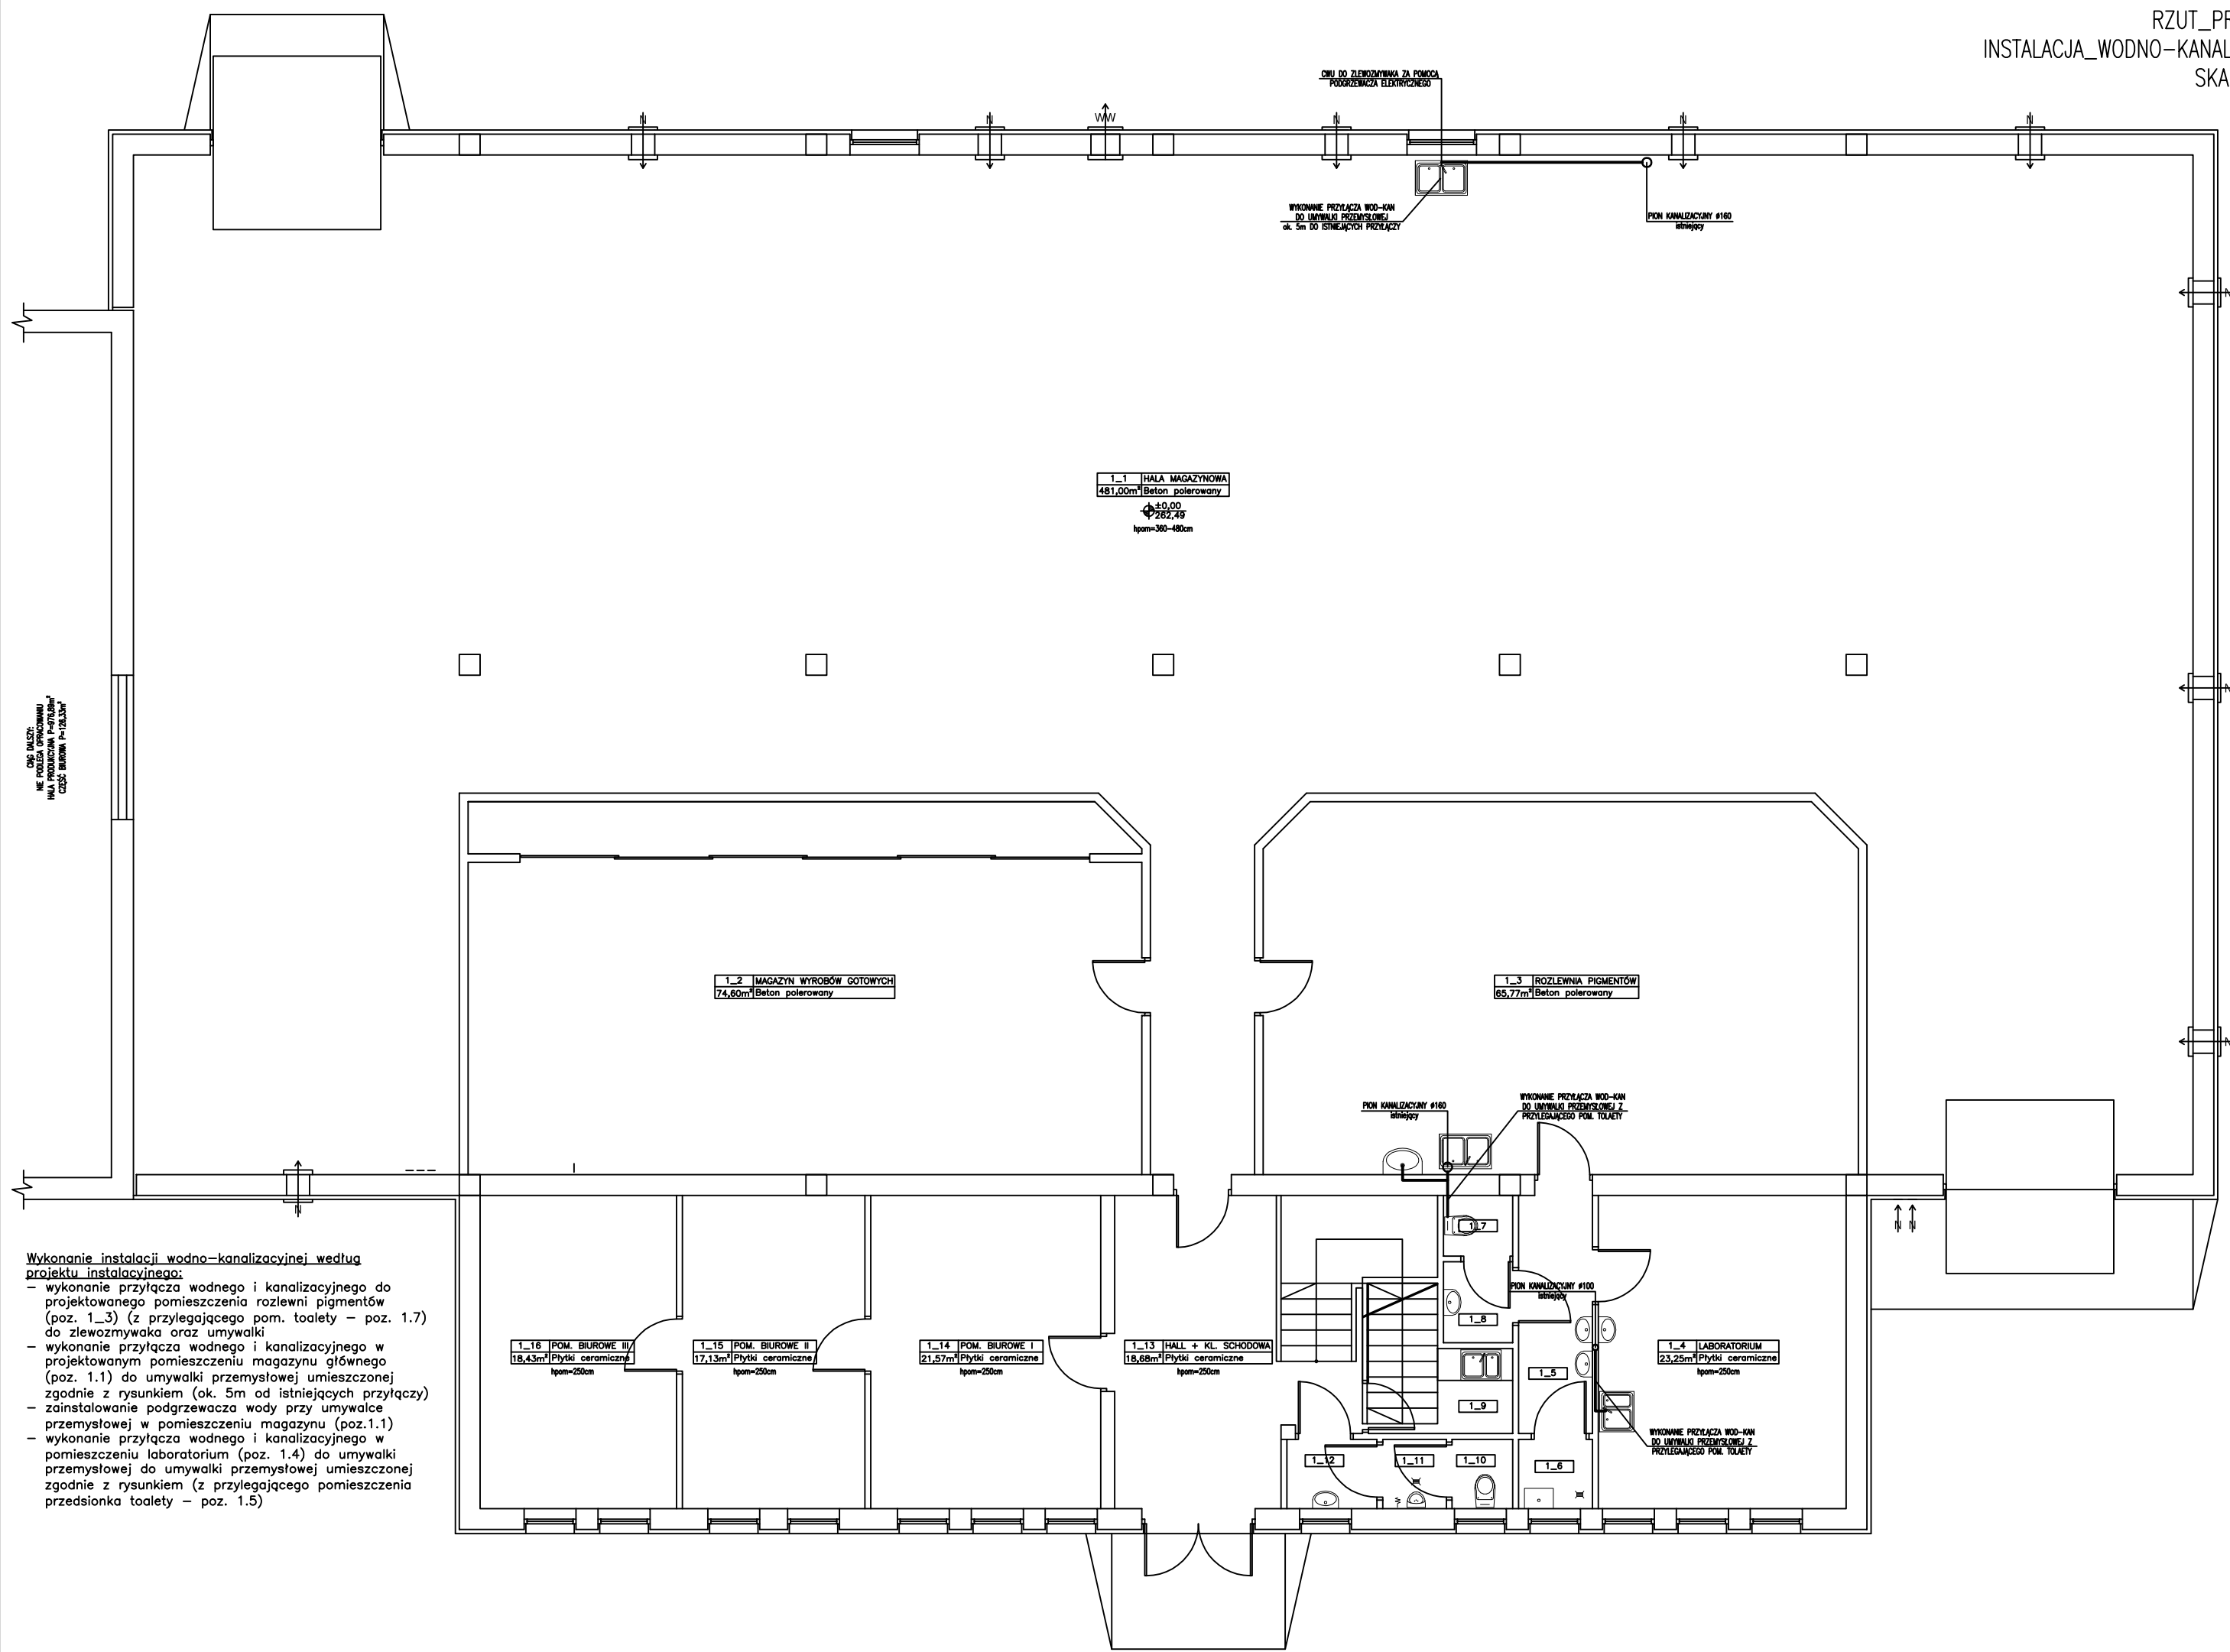 RZUT_PR
INSTALACJA_WODNO-KANAL
SKA
CWU DO ZLEWOZMYWAKA ZA POMOCĄ
PODGRZEWACZA ELEKTRYCZNEGO
N
N
WW
N
N
N
WYKONANIE PRZYŁĄCZA WOD-KAN
DO UMYWALKI PRZEMYSŁOWEJ
ok. 5m DO ISTNIEJĄCYCH PRZYŁĄCZY
PION KANALIZACYJNY ø160
istniejący
N
1_1 HALA MAGAZYNOWA
481,00m² Beton polerowany
±0,00
262,49
hpom=360-480cm
N
CIĄG DALSZY:
NIE PODLEGA OPRACOWANIU
HALA PRODUKCYJNA P=976,89m²
CZĘŚĆ BIUROWA P=126,33m²
1_2 MAGAZYN WYROBÓW GOTOWYCH
74,60m² Beton polerowany
1_3 ROZLEWNIA PIGMENTÓW
65,77m² Beton polerowany
N
PION KANALIZACYJNY ø160
istniejący
WYKONANIE PRZYŁĄCZA WOD-KAN
DO UMYWALKI PRZEMYSŁOWEJ Z
PRZYLEGAJĄCEGO POM. TOLAETY
N
N N
1_7
PION KANALIZACYJNY ø100
istniejący
1_8
1_16 POM. BIUROWE III
18,43m² Płytki ceramiczne
hpom=250cm
1_15 POM. BIUROWE II
17,13m² Płytki ceramiczne
hpom=250cm
1_14 POM. BIUROWE I
21,57m² Płytki ceramiczne
hpom=250cm
1_13 HALL + KL. SCHODOWA
18,68m² Płytki ceramiczne
hpom=250cm
1_4 LABORATORIUM
23,25m² Płytki ceramiczne
hpom=250cm
1_5
1_9
WYKONANIE PRZYŁĄCZA WOD-KAN
DO UMYWALKI PRZEMYSŁOWEJ Z
PRZYLEGAJĄCEGO POM. TOLAETY
1_12
1_11
1_10
1_6
Wykonanie instalacji wodno-kanalizacyjnej według
projektu instalacyjnego:
- wykonanie przyłącza wodnego i kanalizacyjnego do
projektowanego pomieszczenia rozlewni pigmentów
(poz. 1_3) (z przylegającego pom. toalety - poz. 1.7)
do zlewozmywaka oraz umywalki
- wykonanie przyłącza wodnego i kanalizacyjnego w
projektowanym pomieszczeniu magazynu głównego
(poz. 1.1) do umywalki przemysłowej umieszczonej
zgodnie z rysunkiem (ok. 5m od istniejących przyłączy)
- zainstalowanie podgrzewacza wody przy umywalce
przemysłowej w pomieszczeniu magazynu (poz.1.1)
- wykonanie przyłącza wodnego i kanalizacyjnego w
pomieszczeniu laboratorium (poz. 1.4) do umywalki
przemysłowej do umywalki przemysłowej umieszczonej
zgodnie z rysunkiem (z przylegającego pomieszczenia
przedsionka toalety - poz. 1.5)